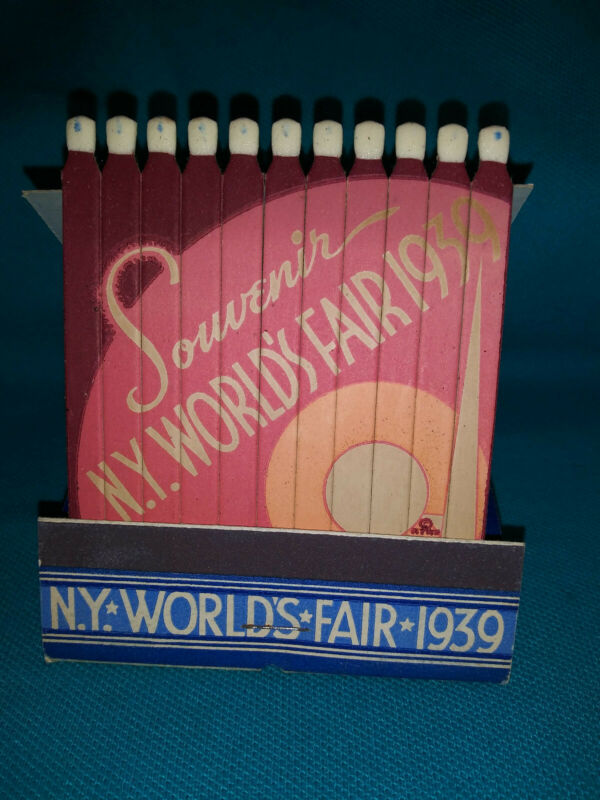 Souvenir
N.Y. WORLD'S FAIR 1939
N.Y.★WORLD'S★FAIR★1939